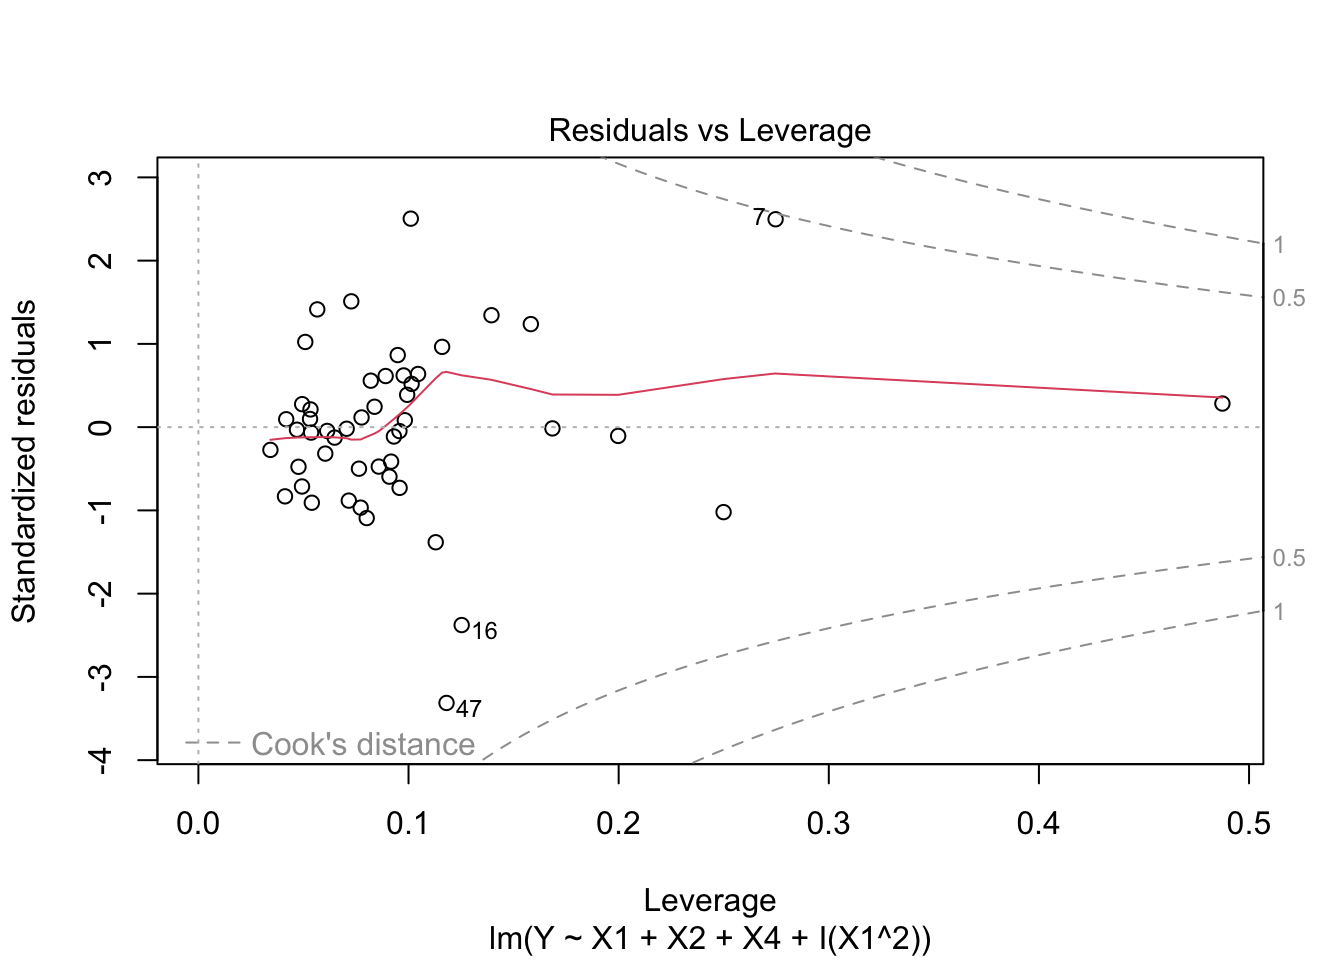 Residuals vs Leverage
Standardized residuals
3
2
1
0
-1
-2
-3
-4
7
16
47
1
0.5
0.5
1
Cook's distance
0.0 0.1 0.2 0.3 0.4 0.5
Leverage
lm(Y ~ X1 + X2 + X4 + I(X1^2))